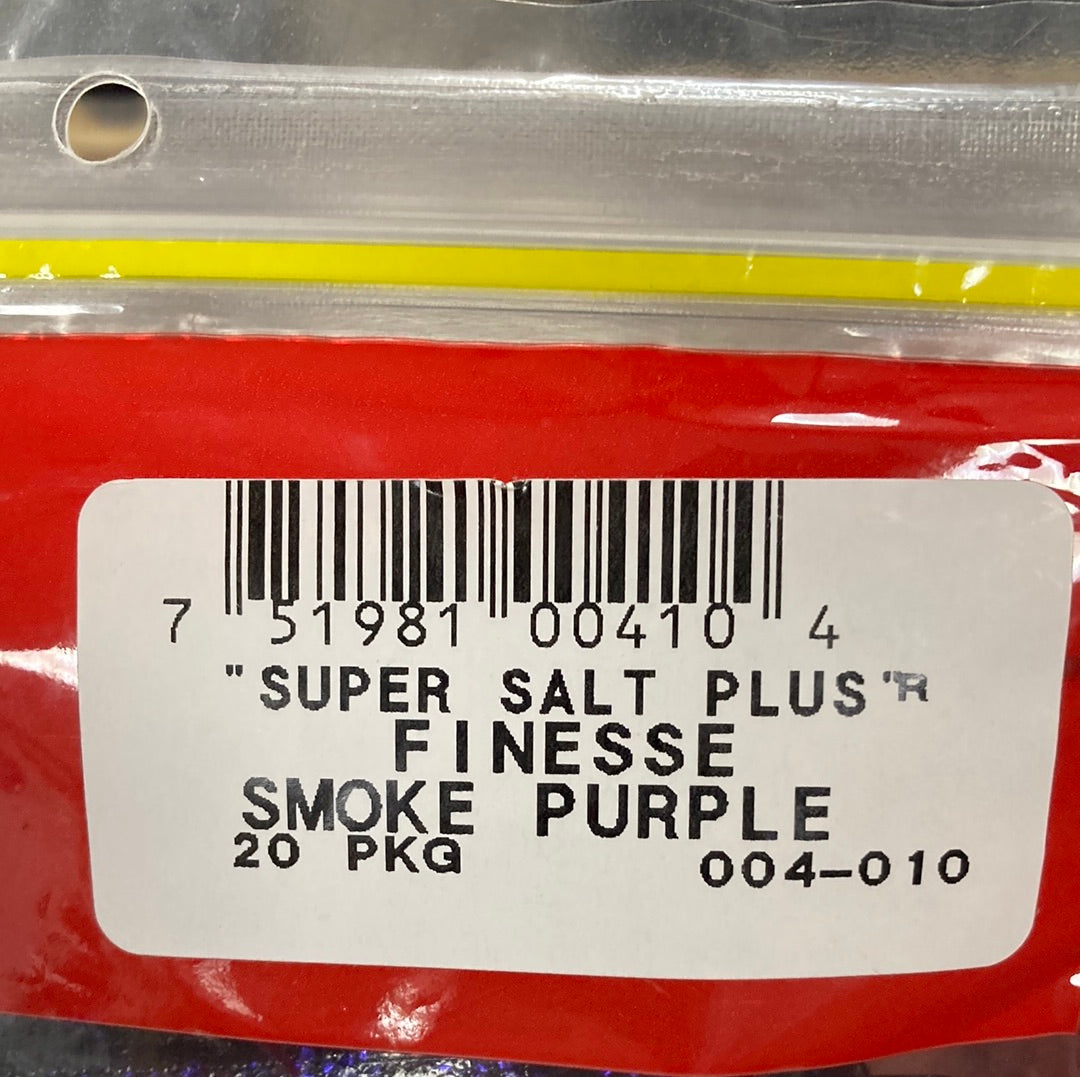 7 51981 00410 4
"SUPER SALT PLUS"R
FINESSE
SMOKE PURPLE
20 PKG 004-010